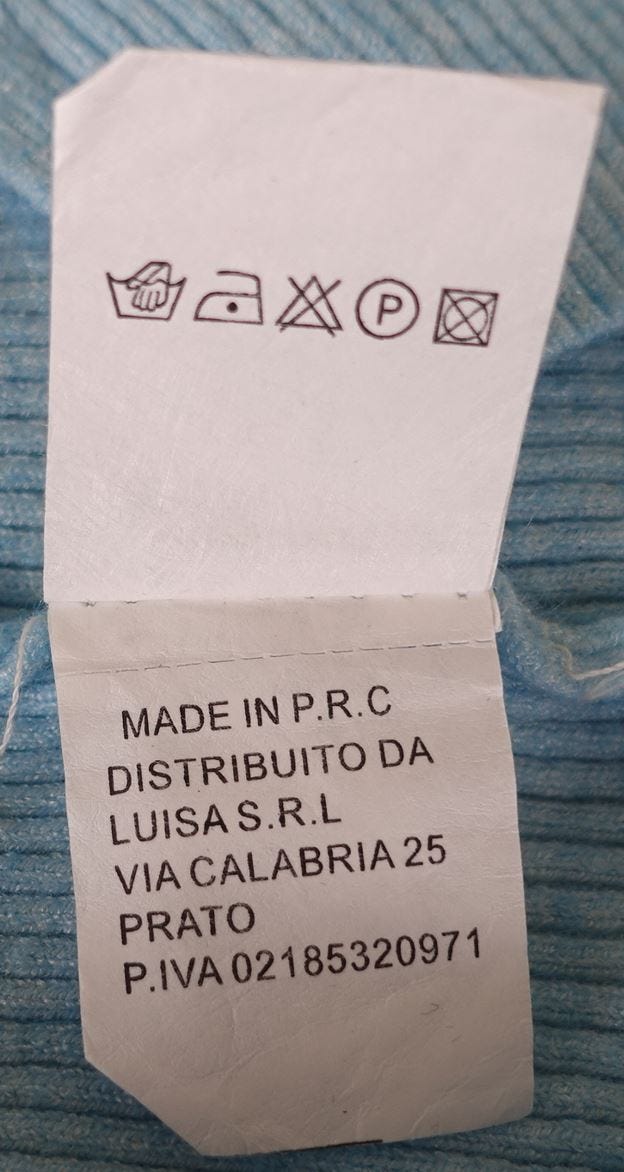 P
MADE IN P.R.C
DISTRIBUITO DA
LUISA S.R.L
VIA CALABRIA 25
PRATO
P.IVA 02185320971